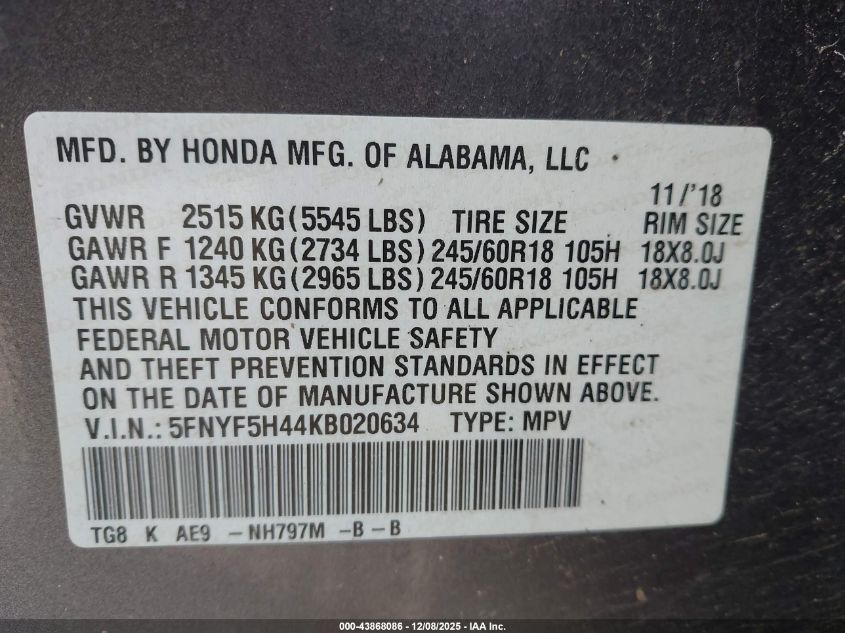 MFD. BY HONDA MFG. OF ALABAMA, LLC
11/'18
GVWR 2515 KG (5545 LBS) TIRE SIZE RIM SIZE
GAWR F 1240 KG (2734 LBS) 245/60R18 105H 18X8.0J
GAWR R 1345 KG (2965 LBS) 245/60R18 105H 18X8.0J
THIS VEHICLE CONFORMS TO ALL APPLICABLE
FEDERAL MOTOR VEHICLE SAFETY
AND THEFT PREVENTION STANDARDS IN EFFECT
ON THE DATE OF MANUFACTURE SHOWN ABOVE.
V.I.N.: 5FNYF5H44KB020634 TYPE: MPV
TG8 K AE9 -NH797M -B-B
000-43868086 - 12/08/2025 - IAA Inc.